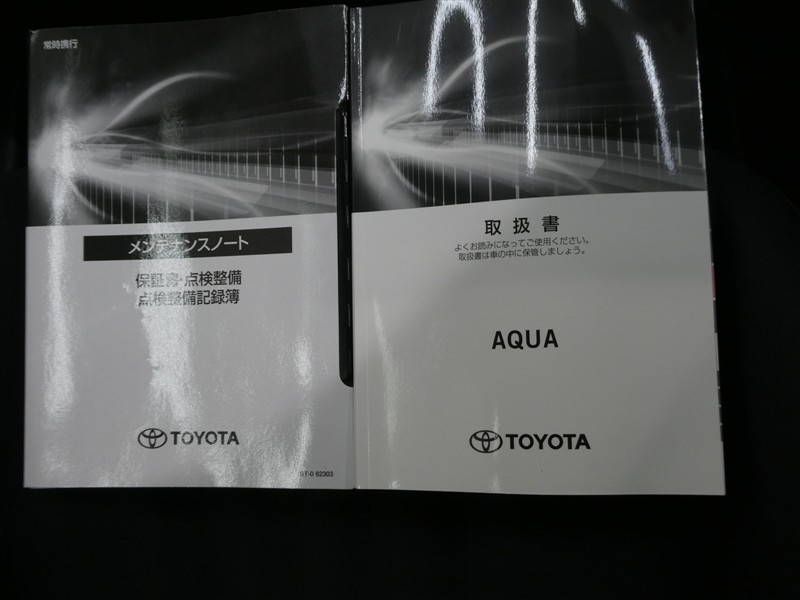 常時携行
メンテナンスノート
保証書・点検整備
点検整備記録簿
TOYOTA
取扱書
よくお読みになってご使用ください。
取扱書は車の中に保管しましょう。
AQUA
TOYOTA